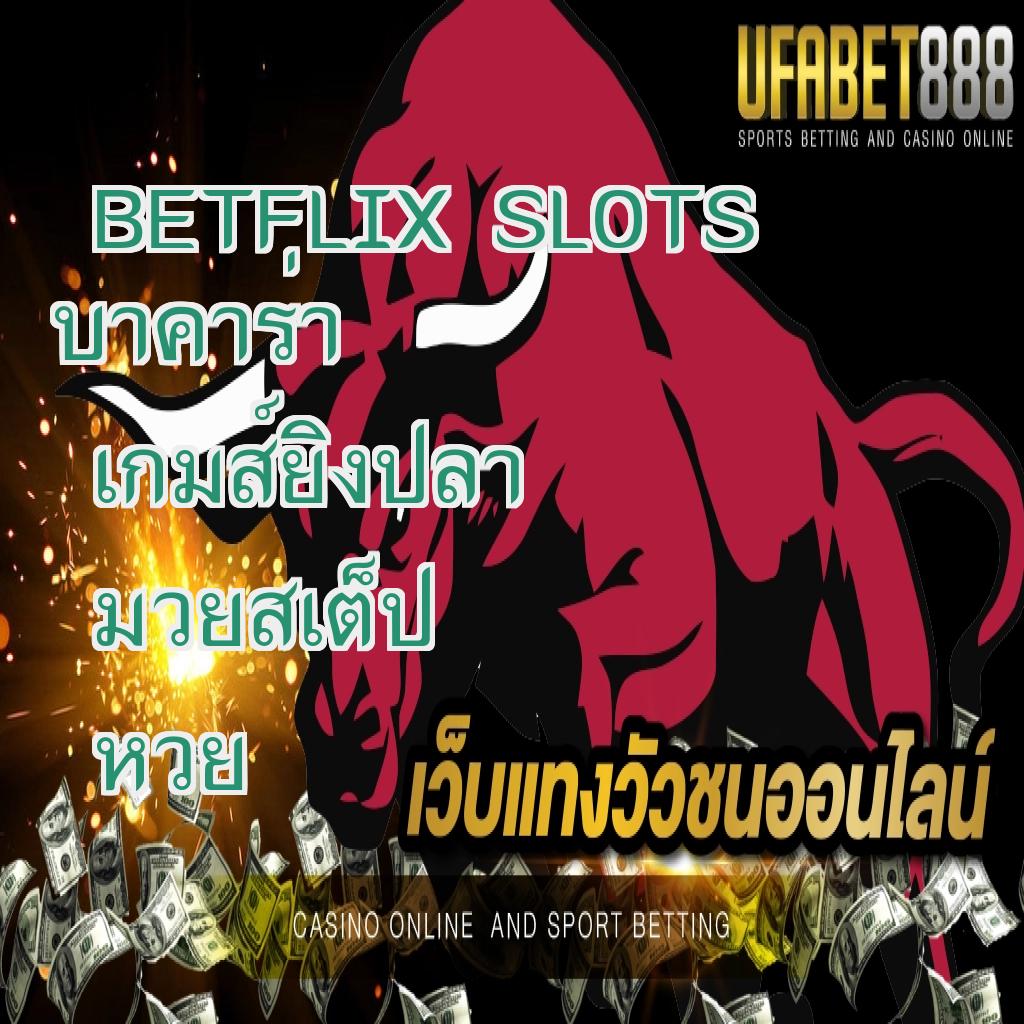 UFABET888
SPORTS BETTING AND CASINO ONLINE
BETFLIX SLOTS
บาคาร่า
เกมส์ยิงปลา
มวยสเต็ป
หวย
เว็บแทงวัวชนออนไลน์
CASINO ONLINE AND SPORT BETTING